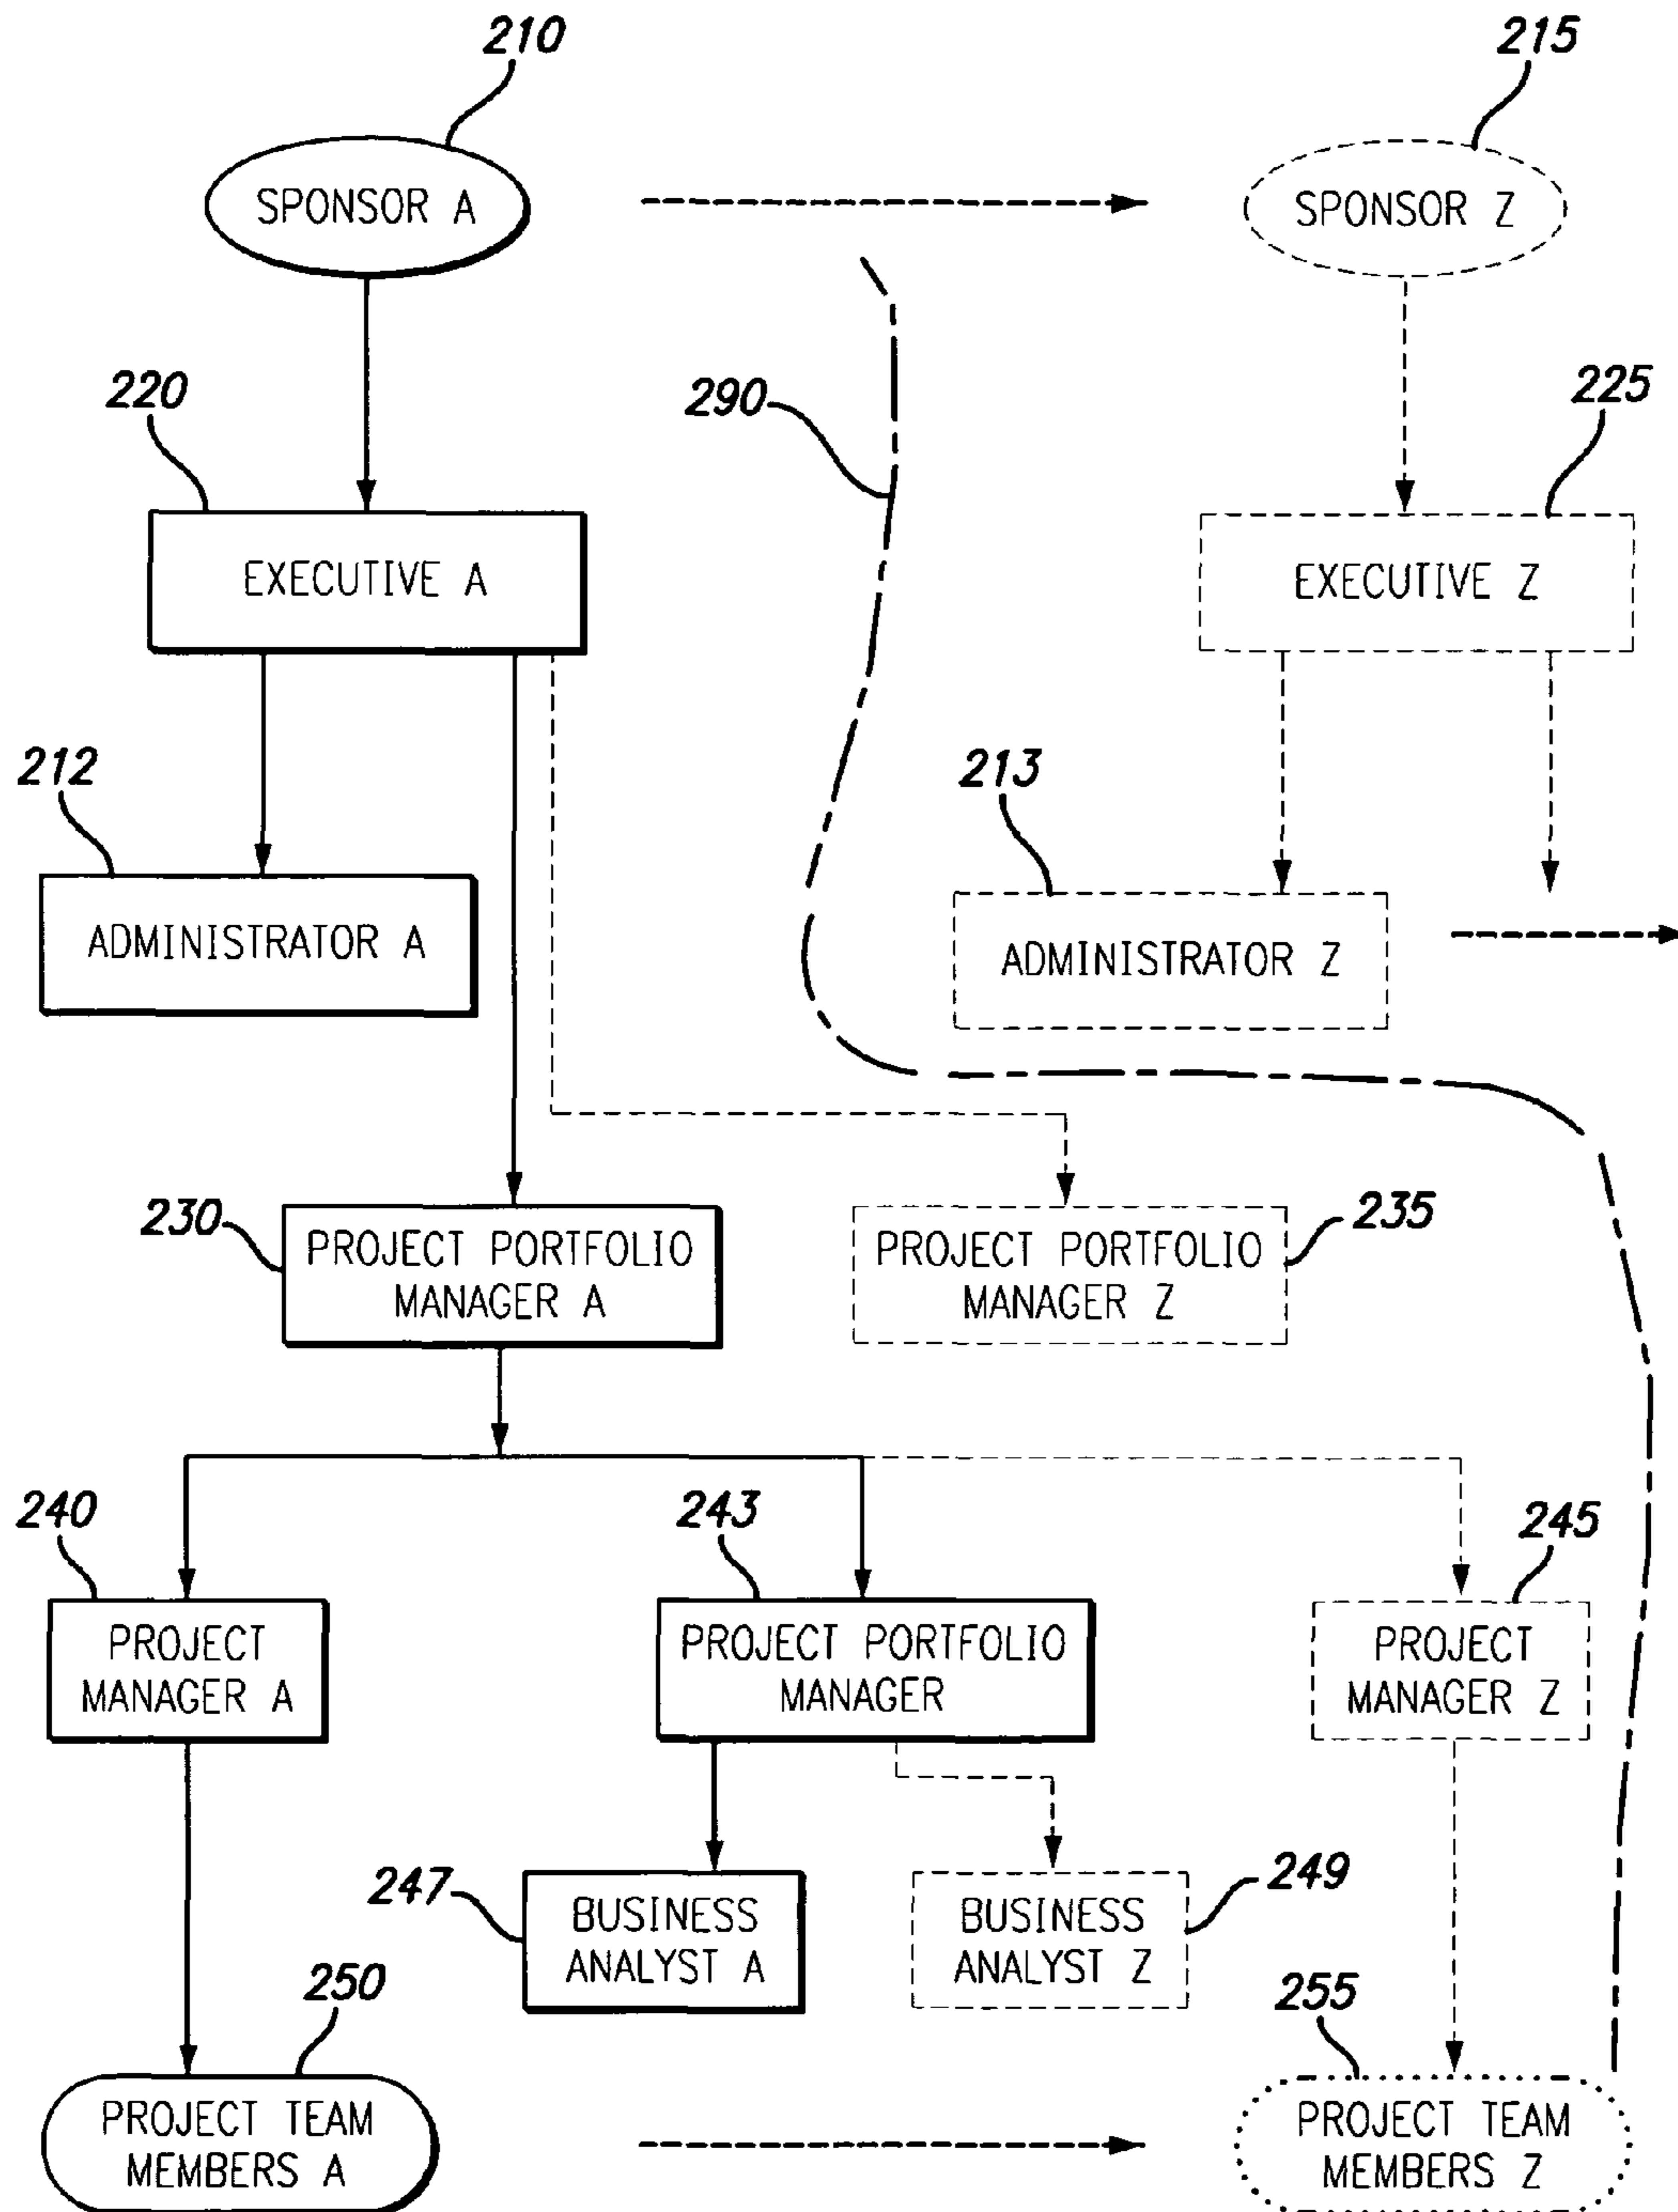 210
215
SPONSOR A
SPONSOR Z
220
290
225
EXECUTIVE A
EXECUTIVE Z
212
213
ADMINISTRATOR A
ADMINISTRATOR Z
230
PROJECT PORTFOLIO
MANAGER A
PROJECT PORTFOLIO
MANAGER Z
235
240
243
245
PROJECT
MANAGER A
PROJECT PORTFOLIO
MANAGER
PROJECT
MANAGER Z
247
BUSINESS
ANALYST A
BUSINESS
ANALYST Z
249
250
255
PROJECT TEAM
MEMBERS A
PROJECT TEAM
MEMBERS Z